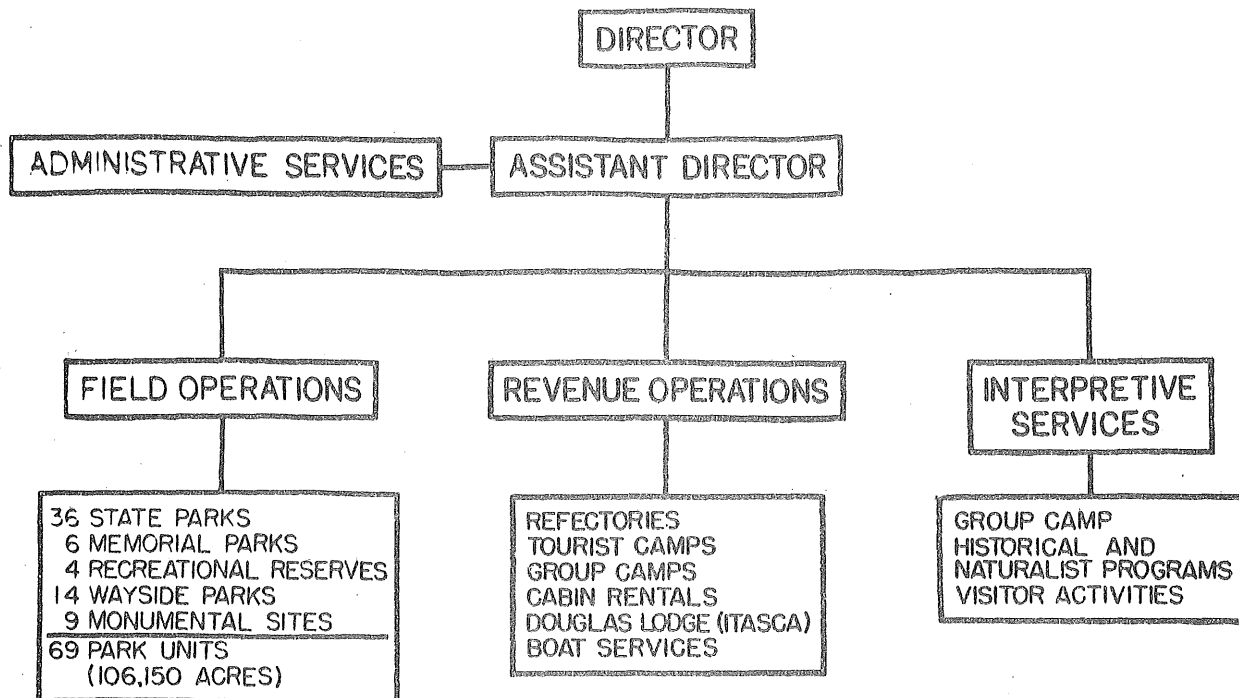 DIRECTOR
ADMINISTRATIVE SERVICES
ASSISTANT DIRECTOR
FIELD OPERATIONS
REVENUE OPERATIONS
INTERPRETIVE
SERVICES
36 STATE PARKS
6 MEMORIAL PARKS
4 RECREATIONAL RESERVES
14 WAYSIDE PARKS
9 MONUMENTAL SITES
69 PARK UNITS
(106,150 ACRES)
REFECTORIES
TOURIST CAMPS
GROUP CAMPS
CABIN RENTALS
DOUGLAS LODGE (ITASCA)
BOAT SERVICES
GROUP CAMP
HISTORICAL AND
NATURALIST PROGRAMS
VISITOR ACTIVITIES